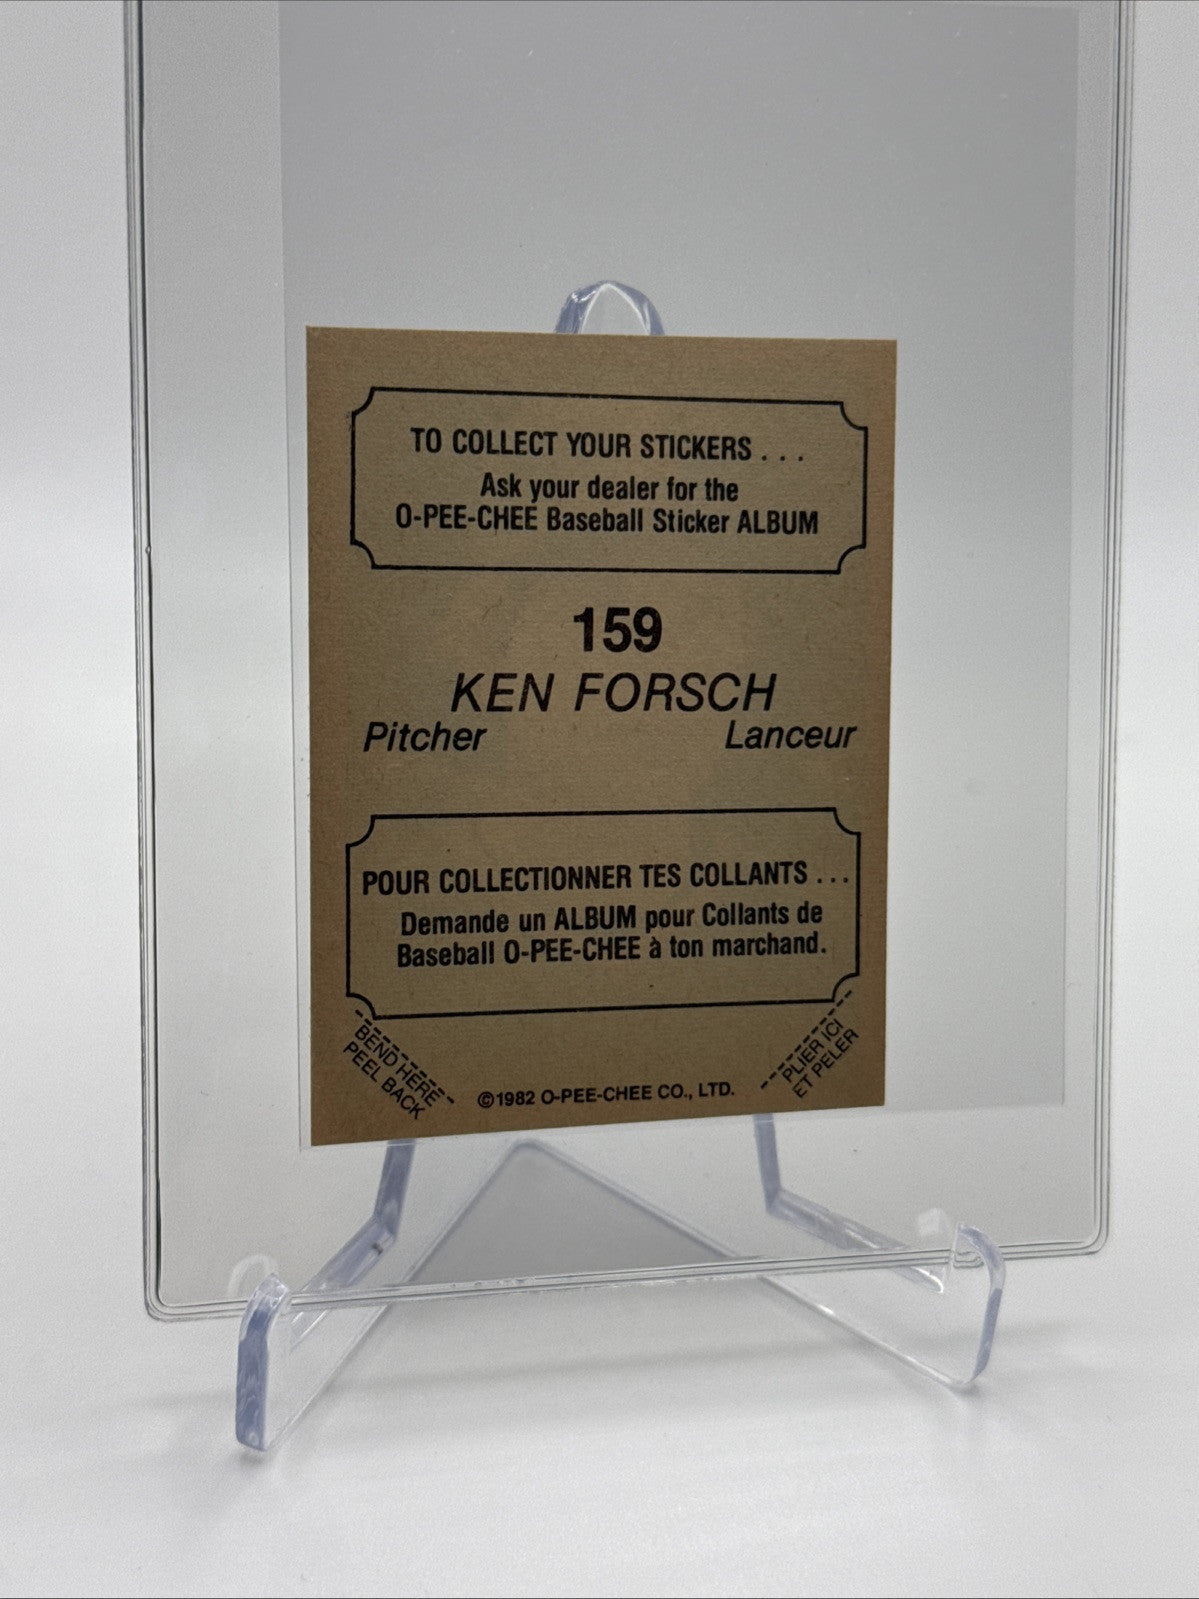 TO COLLECT YOUR STICKERS . . .
Ask your dealer for the
O-PEE-CHEE Baseball Sticker ALBUM
159
KEN FORSCH
Pitcher Lanceur
POUR COLLECTIONNER TES COLLANTS . . .
Demande un ALBUM pour Collants de
Baseball O-PEE-CHEE à ton marchand.
BEND HERE
PEEL BACK
PLIER ICI
ET PELER
©1982 O-PEE-CHEE CO., LTD.